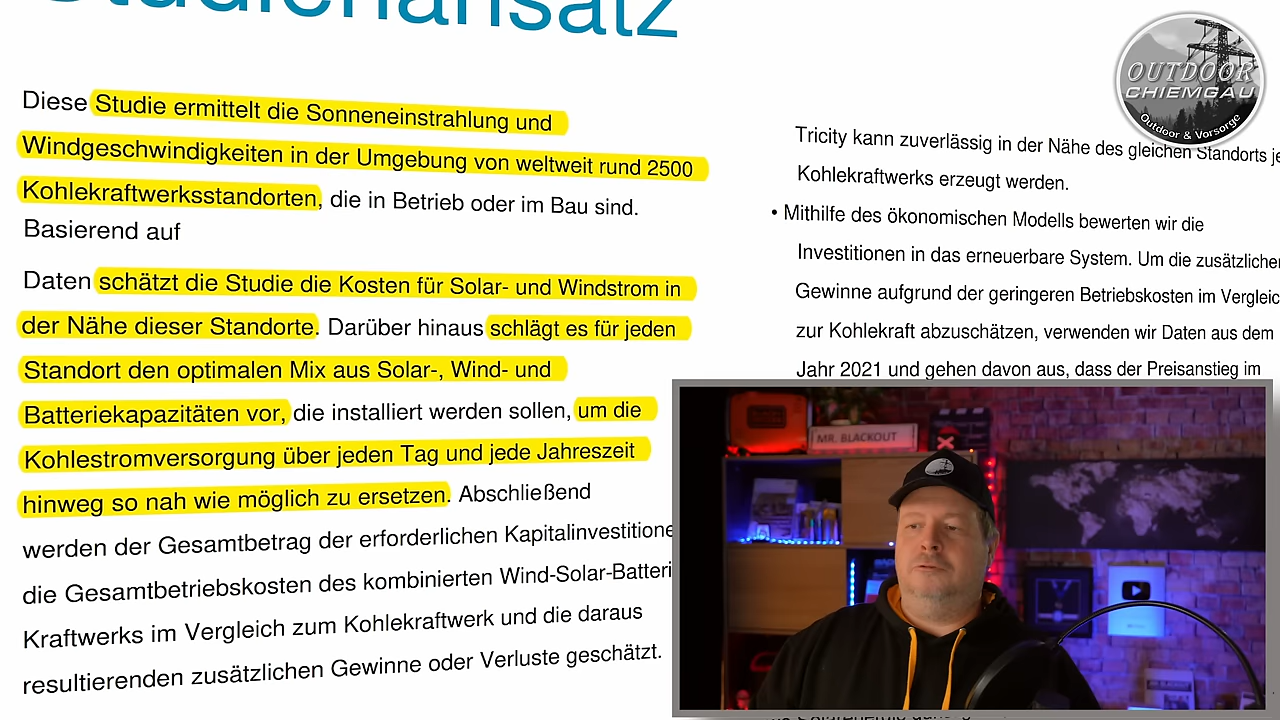 Studienansatz
Diese Studie ermittelt die Sonneneinstrahlung und
Windgeschwindigkeiten in der Umgebung von weltweit rund 2500
Kohlekraftwerksstandorten, die in Betrieb oder im Bau sind.
Basierend auf
Daten schätzt die Studie die Kosten für Solar- und Windstrom in
der Nähe dieser Standorte. Darüber hinaus schlägt es für jeden
Standort den optimalen Mix aus Solar-, Wind- und
Batteriekapazitäten vor, die installiert werden sollen, um die
Kohlestromversorgung über jeden Tag und jede Jahreszeit
hinweg so nah wie möglich zu ersetzen. Abschließend
werden der Gesamtbetrag der erforderlichen Kapitalinvestitione
die Gesamtbetriebskosten des kombinierten Wind-Solar-Batteri
Kraftwerks im Vergleich zum Kohlekraftwerk und die daraus
resultierenden zusätzlichen Gewinne oder Verluste geschätzt.
OUTDOOR
CHIEMGAU
Outdoor & Vorsorge
Tricity kann zuverlässig in der Nähe des gleichen Standorts je
Kohlekraftwerks erzeugt werden.
• Mithilfe des ökonomischen Modells bewerten wir die
Investitionen in das erneuerbare System. Um die zusätzlichen
Gewinne aufgrund der geringeren Betriebskosten im Vergleic
zur Kohlekraft abzuschätzen, verwenden wir Daten aus dem
Jahr 2021 und gehen davon aus, dass der Preisanstieg im
MR. BLACKOUT